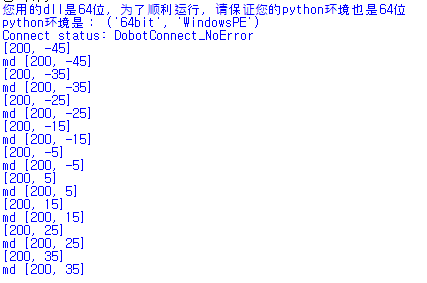 您用的dll是64位，为了顺利运行，请保证您的python环境也是64位
python环境是：('64bit', 'WindowsPE')
Connect status: DobotConnect_NoError
[200, -45]
md [200, -45]
[200, -35]
md [200, -35]
[200, -25]
md [200, -25]
[200, -15]
md [200, -15]
[200, -5]
md [200, -5]
[200, 5]
md [200, 5]
[200, 15]
md [200, 15]
[200, 25]
md [200, 25]
[200, 35]
md [200, 35]